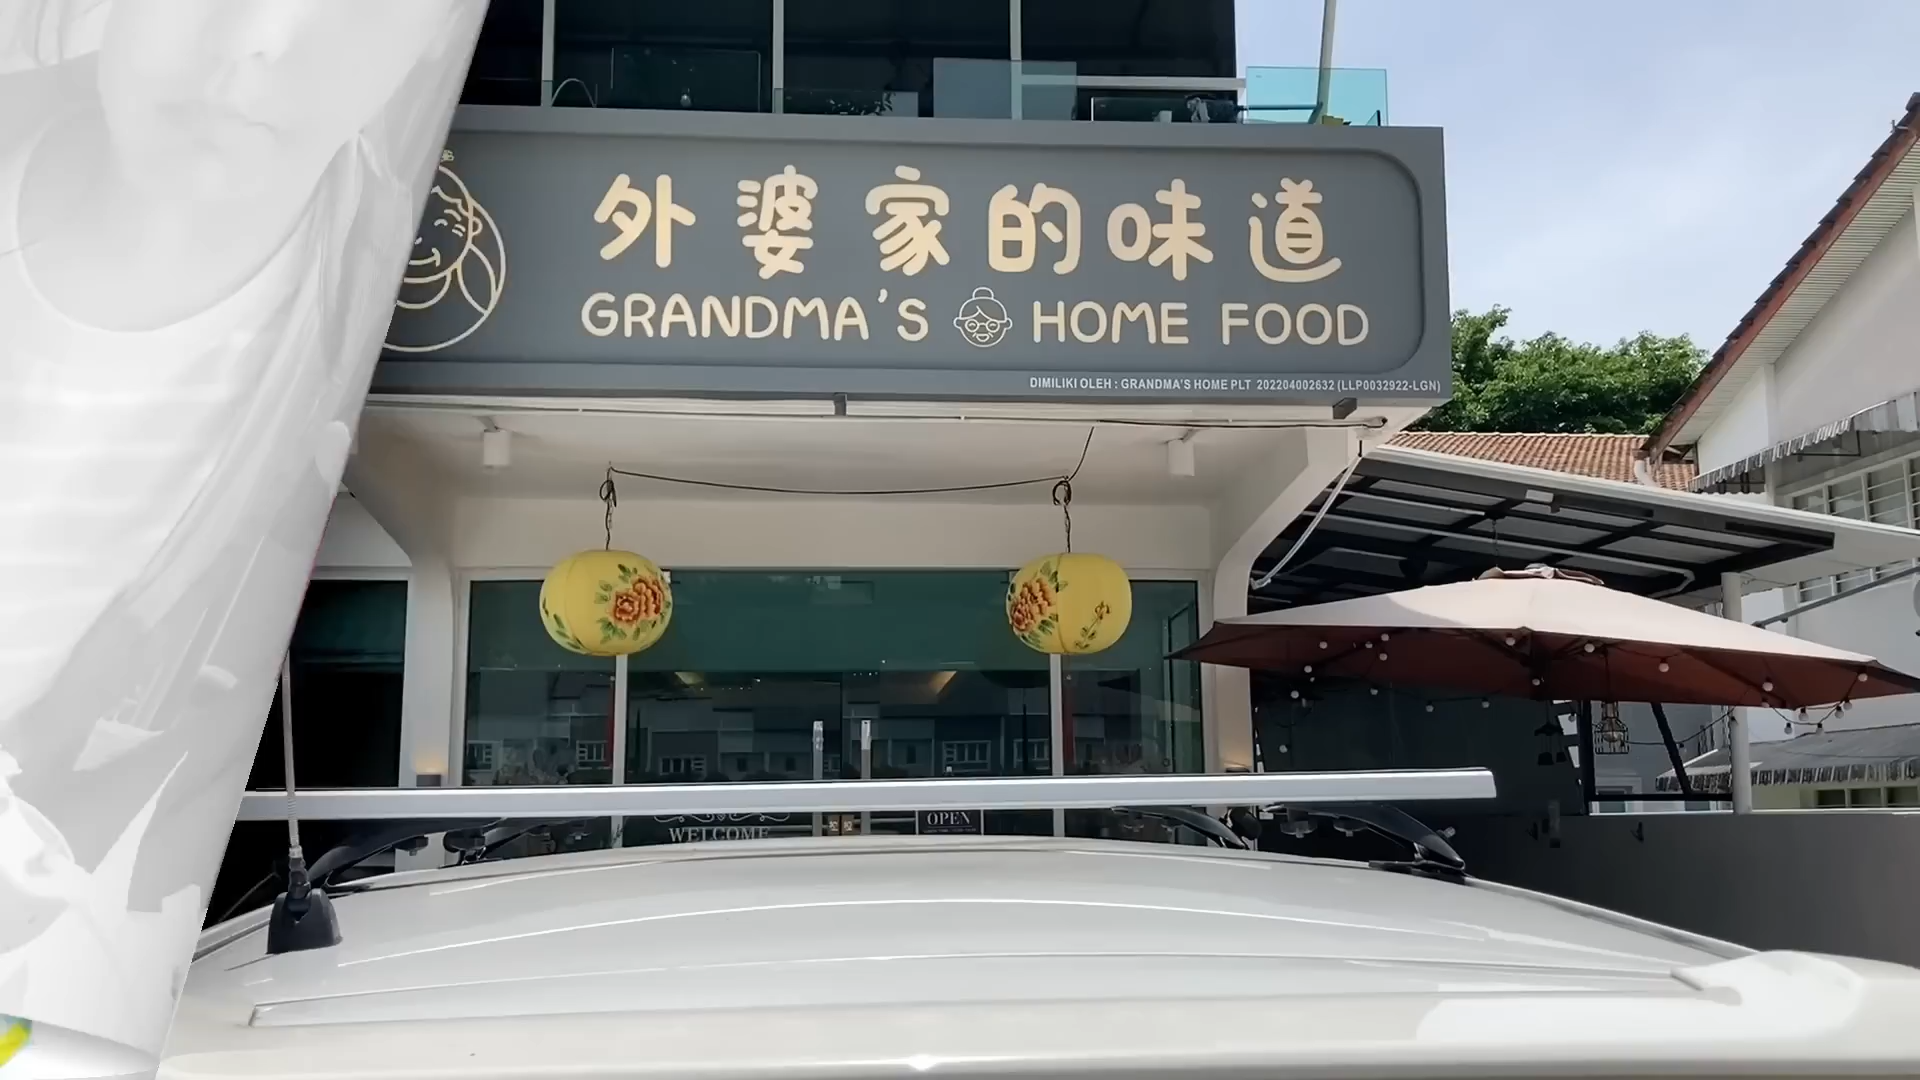 外婆家的味道
GRANDMA'S HOME FOOD
DIMILIKI OLEH : GRANDMA'S HOME PLT 202204002632 (LLP0032922-LGN)
WELCOME
OPEN